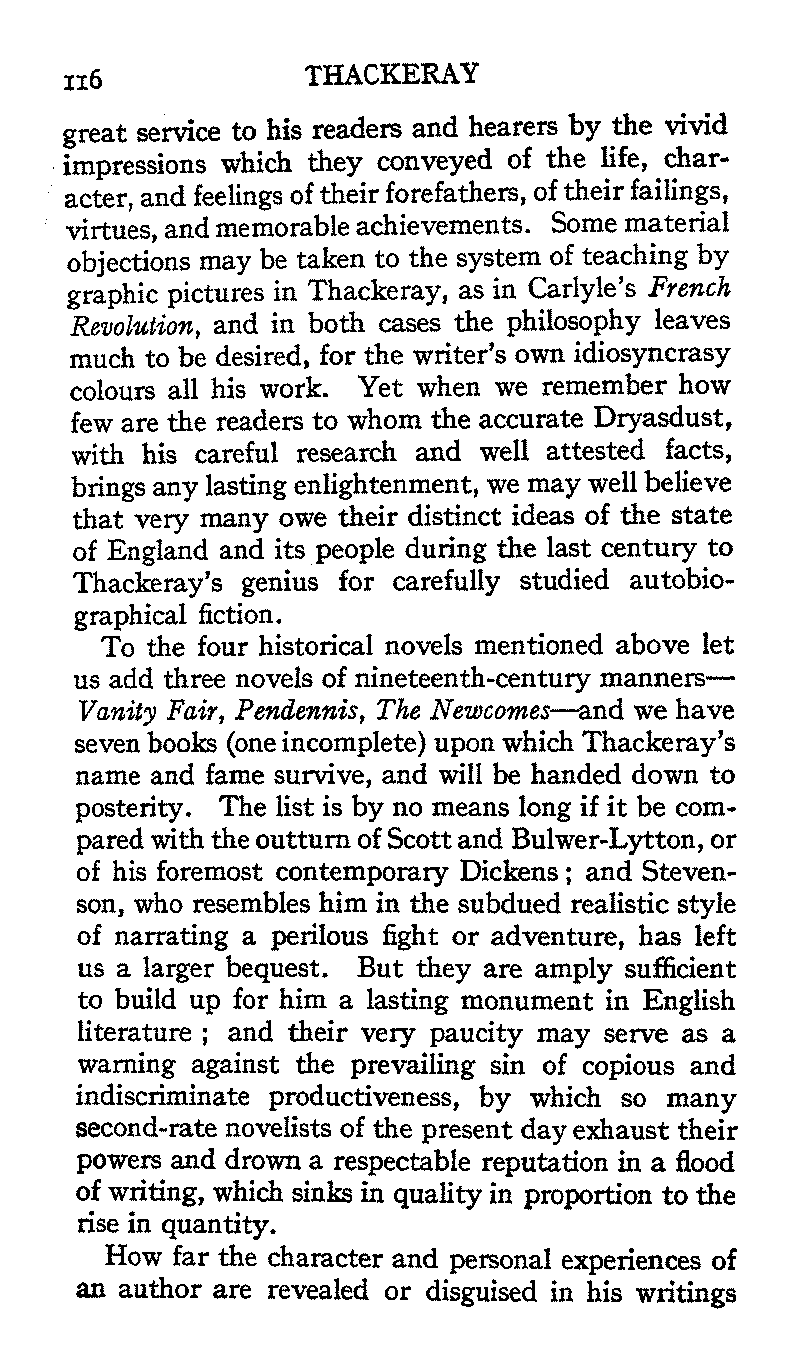 116 THACKERAY
great service to his readers and hearers by the vivid
impressions which they conveyed of the life, char-
acter, and feelings of their forefathers, of their failings,
virtues, and memorable achievements. Some material
objections may be taken to the system of teaching by
graphic pictures in Thackeray, as in Carlyle's French
Revolution, and in both cases the philosophy leaves
much to be desired, for the writer's own idiosyncrasy
colours all his work. Yet when we remember how
few are the readers to whom the accurate Dryasdust,
with his careful research and well attested facts,
brings any lasting enlightenment, we may well believe
that very many owe their distinct ideas of the state
of England and its people during the last century to
Thackeray's genius for carefully studied autobio-
graphical fiction.
To the four historical novels mentioned above let
us add three novels of nineteenth-century manners—
Vanity Fair, Pendennis, The Newcomes—and we have
seven books (one incomplete) upon which Thackeray's
name and fame survive, and will be handed down to
posterity. The list is by no means long if it be com-
pared with the outturn of Scott and Bulwer-Lytton, or
of his foremost contemporary Dickens ; and Steven-
son, who resembles him in the subdued realistic style
of narrating a perilous fight or adventure, has left
us a larger bequest. But they are amply sufficient
to build up for him a lasting monument in English
literature ; and their very paucity may serve as a
warning against the prevailing sin of copious and
indiscriminate productiveness, by which so many
second-rate novelists of the present day exhaust their
powers and drown a respectable reputation in a flood
of writing, which sinks in quality in proportion to the
rise in quantity.
How far the character and personal experiences of
an author are revealed or disguised in his writings